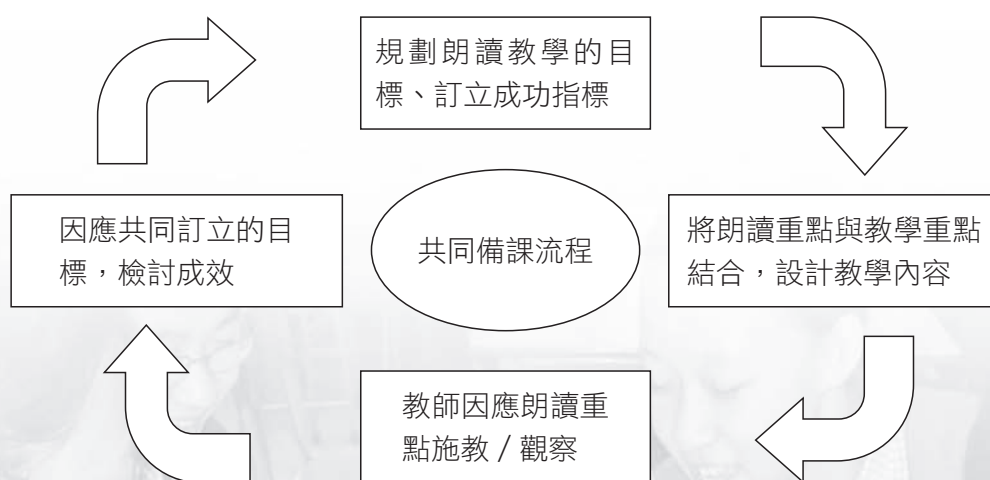 規劃朗讀教學的目
標、訂立成功指標
因應共同訂立的目
標，檢討成效
共同備課流程
將朗讀重點與教學重點
結合，設計教學內容
教師因應朗讀重
點施教 / 觀察